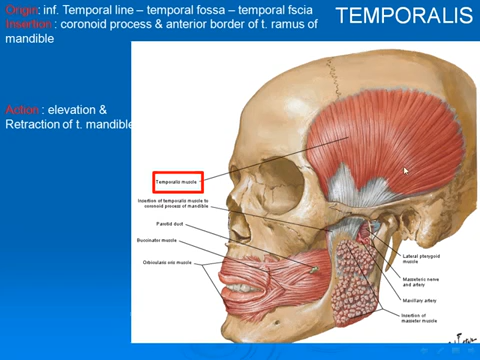 TEMPORALIS
Origin: inf. Temporal line – temporal fossa – temporal fscia
Insertion : coronoid process & anterior border of t. ramus of
mandible
Action : elevation &
Retraction of t. mandible
Temporalis muscle
Insertion of temporalis muscle to
coronoid process of mandible
Parotid duct
Buccinator muscle
Orbicularis oris muscle
Lateral pterygoid
muscle
Masseteric nerve
and artery
Maxillary artery
Insertion of
masseter muscle